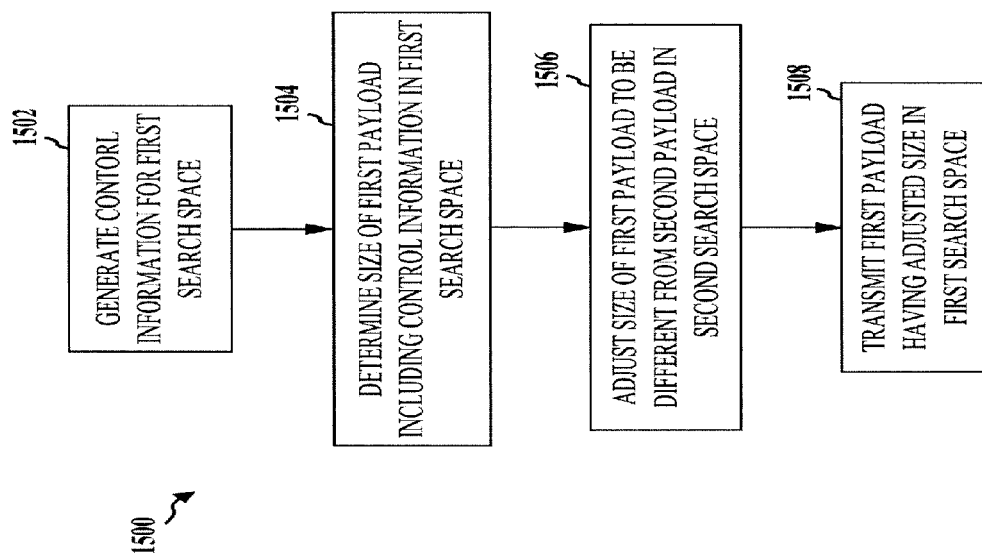 1500
1502
GENERATE CONTORL
INFORMATION FOR FIRST
SEARCH SPACE
1504
DETERMINE SIZE OF FIRST PAYLOAD
INCLUDING CONTROL INFORMATION IN FIRST
SEARCH SPACE
1506
ADJUST SIZE OF FIRST PAYLOAD TO BE
DIFFERENT FROM SECOND PAYLOAD IN
SECOND SEARCH SPACE
1508
TRANSMIT FIRST PAYLOAD
HAVING ADJUSTED SIZE IN
FIRST SEARCH SPACE